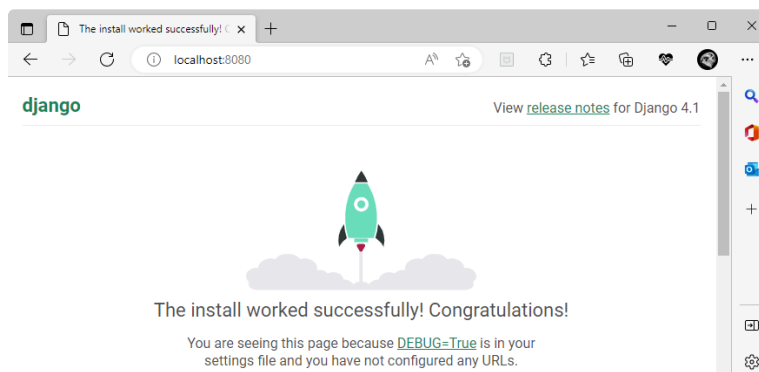 The install worked successfully! C
localhost:8080
django
View release notes for Django 4.1
The install worked successfully! Congratulations!
You are seeing this page because DEBUG=True is in your
settings file and you have not configured any URLs.